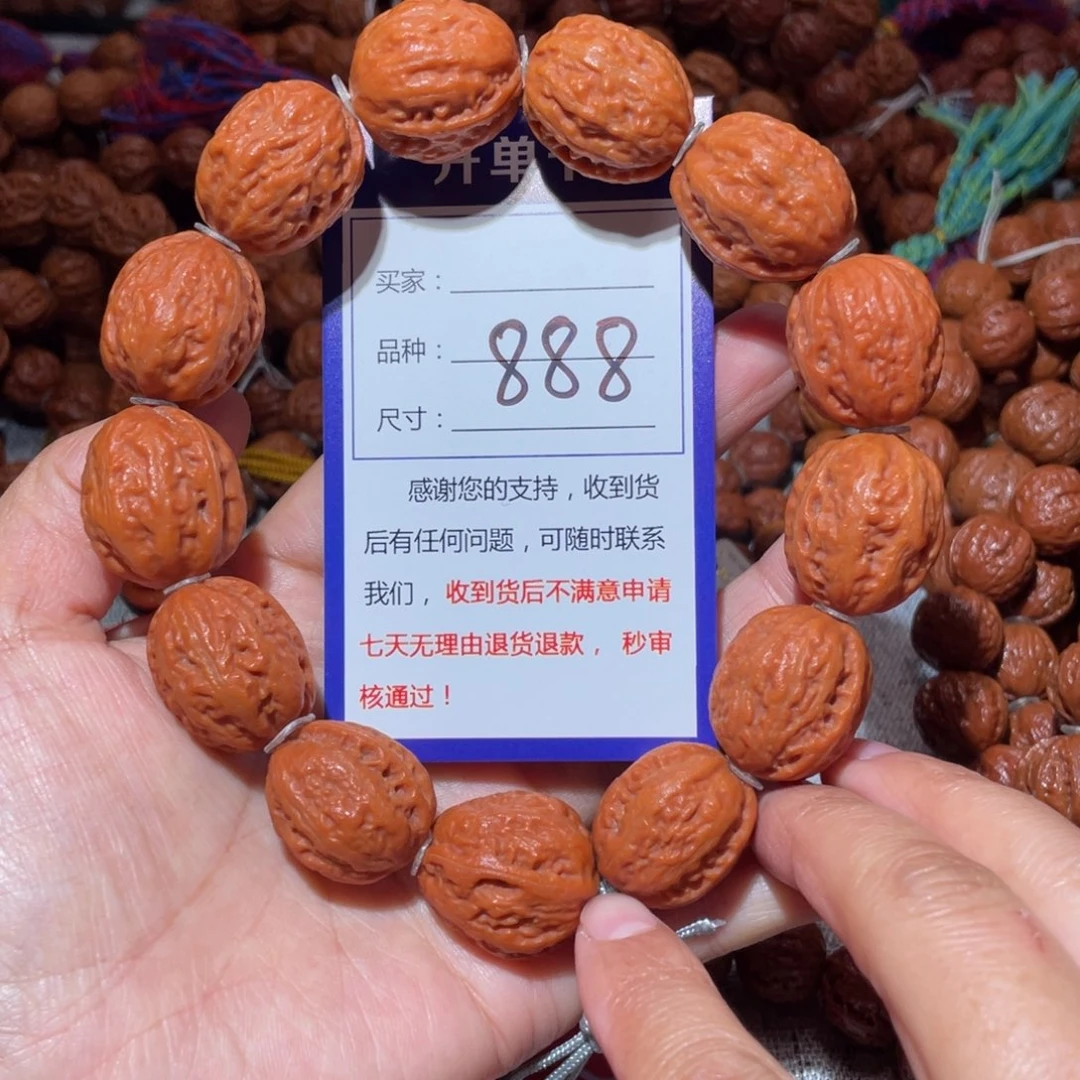 开单
买家：
品种： 888
尺寸：
感谢您的支持，收到货
后有任何问题，可随时联系
我们，收到货后不满意申请
七天无理由退货退款， 秒审
核通过！